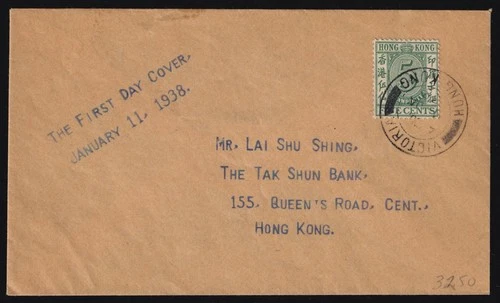 THE FIRST DAY COVER,
JANUARY 11, 1938.
HONG KONG
5
CENTS
VICTORIA
HONG KONG
MR. LAI SHU SHING,
THE TAK SHUN BANK,
155, QUEEN'S ROAD, CENT.,
HONG KONG.
3250